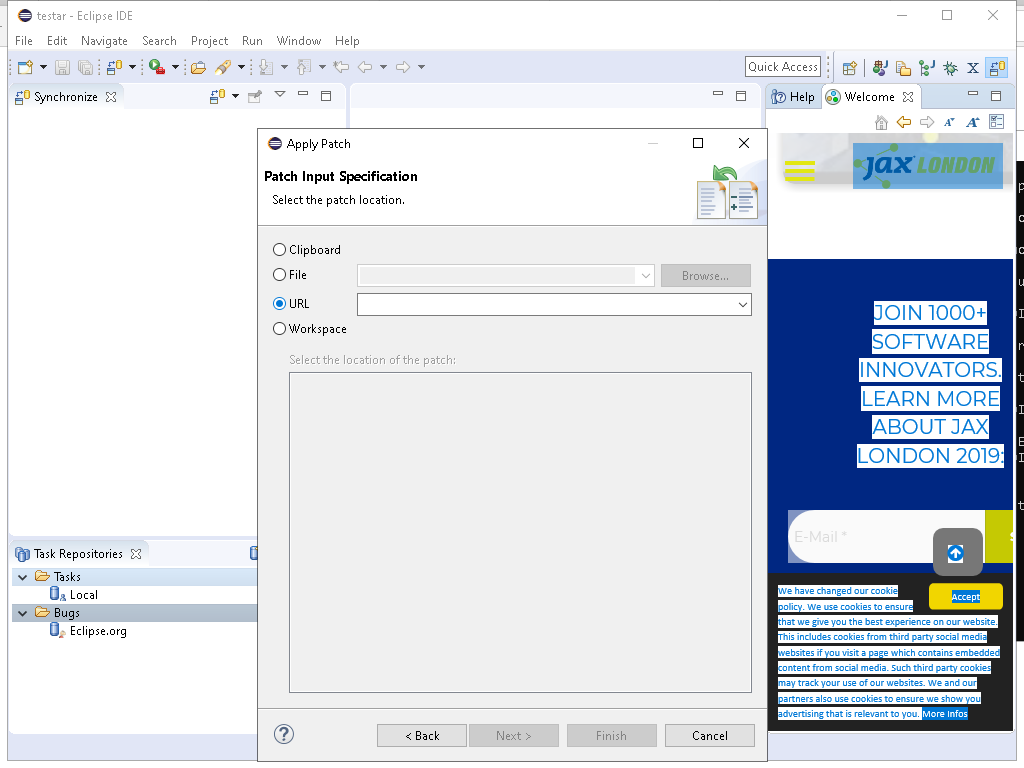 testar - Eclipse IDE
File Edit Navigate Search Project Run Window Help
Quick Access
Synchronize
Help
Welcome
Apply Patch
Patch Input Specification
Select the patch location.
Clipboard
File
Browse...
URL
Workspace
Select the location of the patch:
< Back
Next >
Finish
Cancel
Task Repositories
Tasks
Local
Bugs
Eclipse.org
JAX LONDON
JOIN 1000+
SOFTWARE
INNOVATORS.
LEARN MORE
ABOUT JAX
LONDON 2019:
E-Mail *
We have changed our cookie
policy. We use cookies to ensure
that we give you the best experience on our website.
This includes cookies from third party social media
websites if you visit a page which contains embedded
content from social media. Such third party cookies
may track your use of our websites. We and our
partners also use cookies to ensure we show you
advertising that is relevant to you. More Infos
Accept